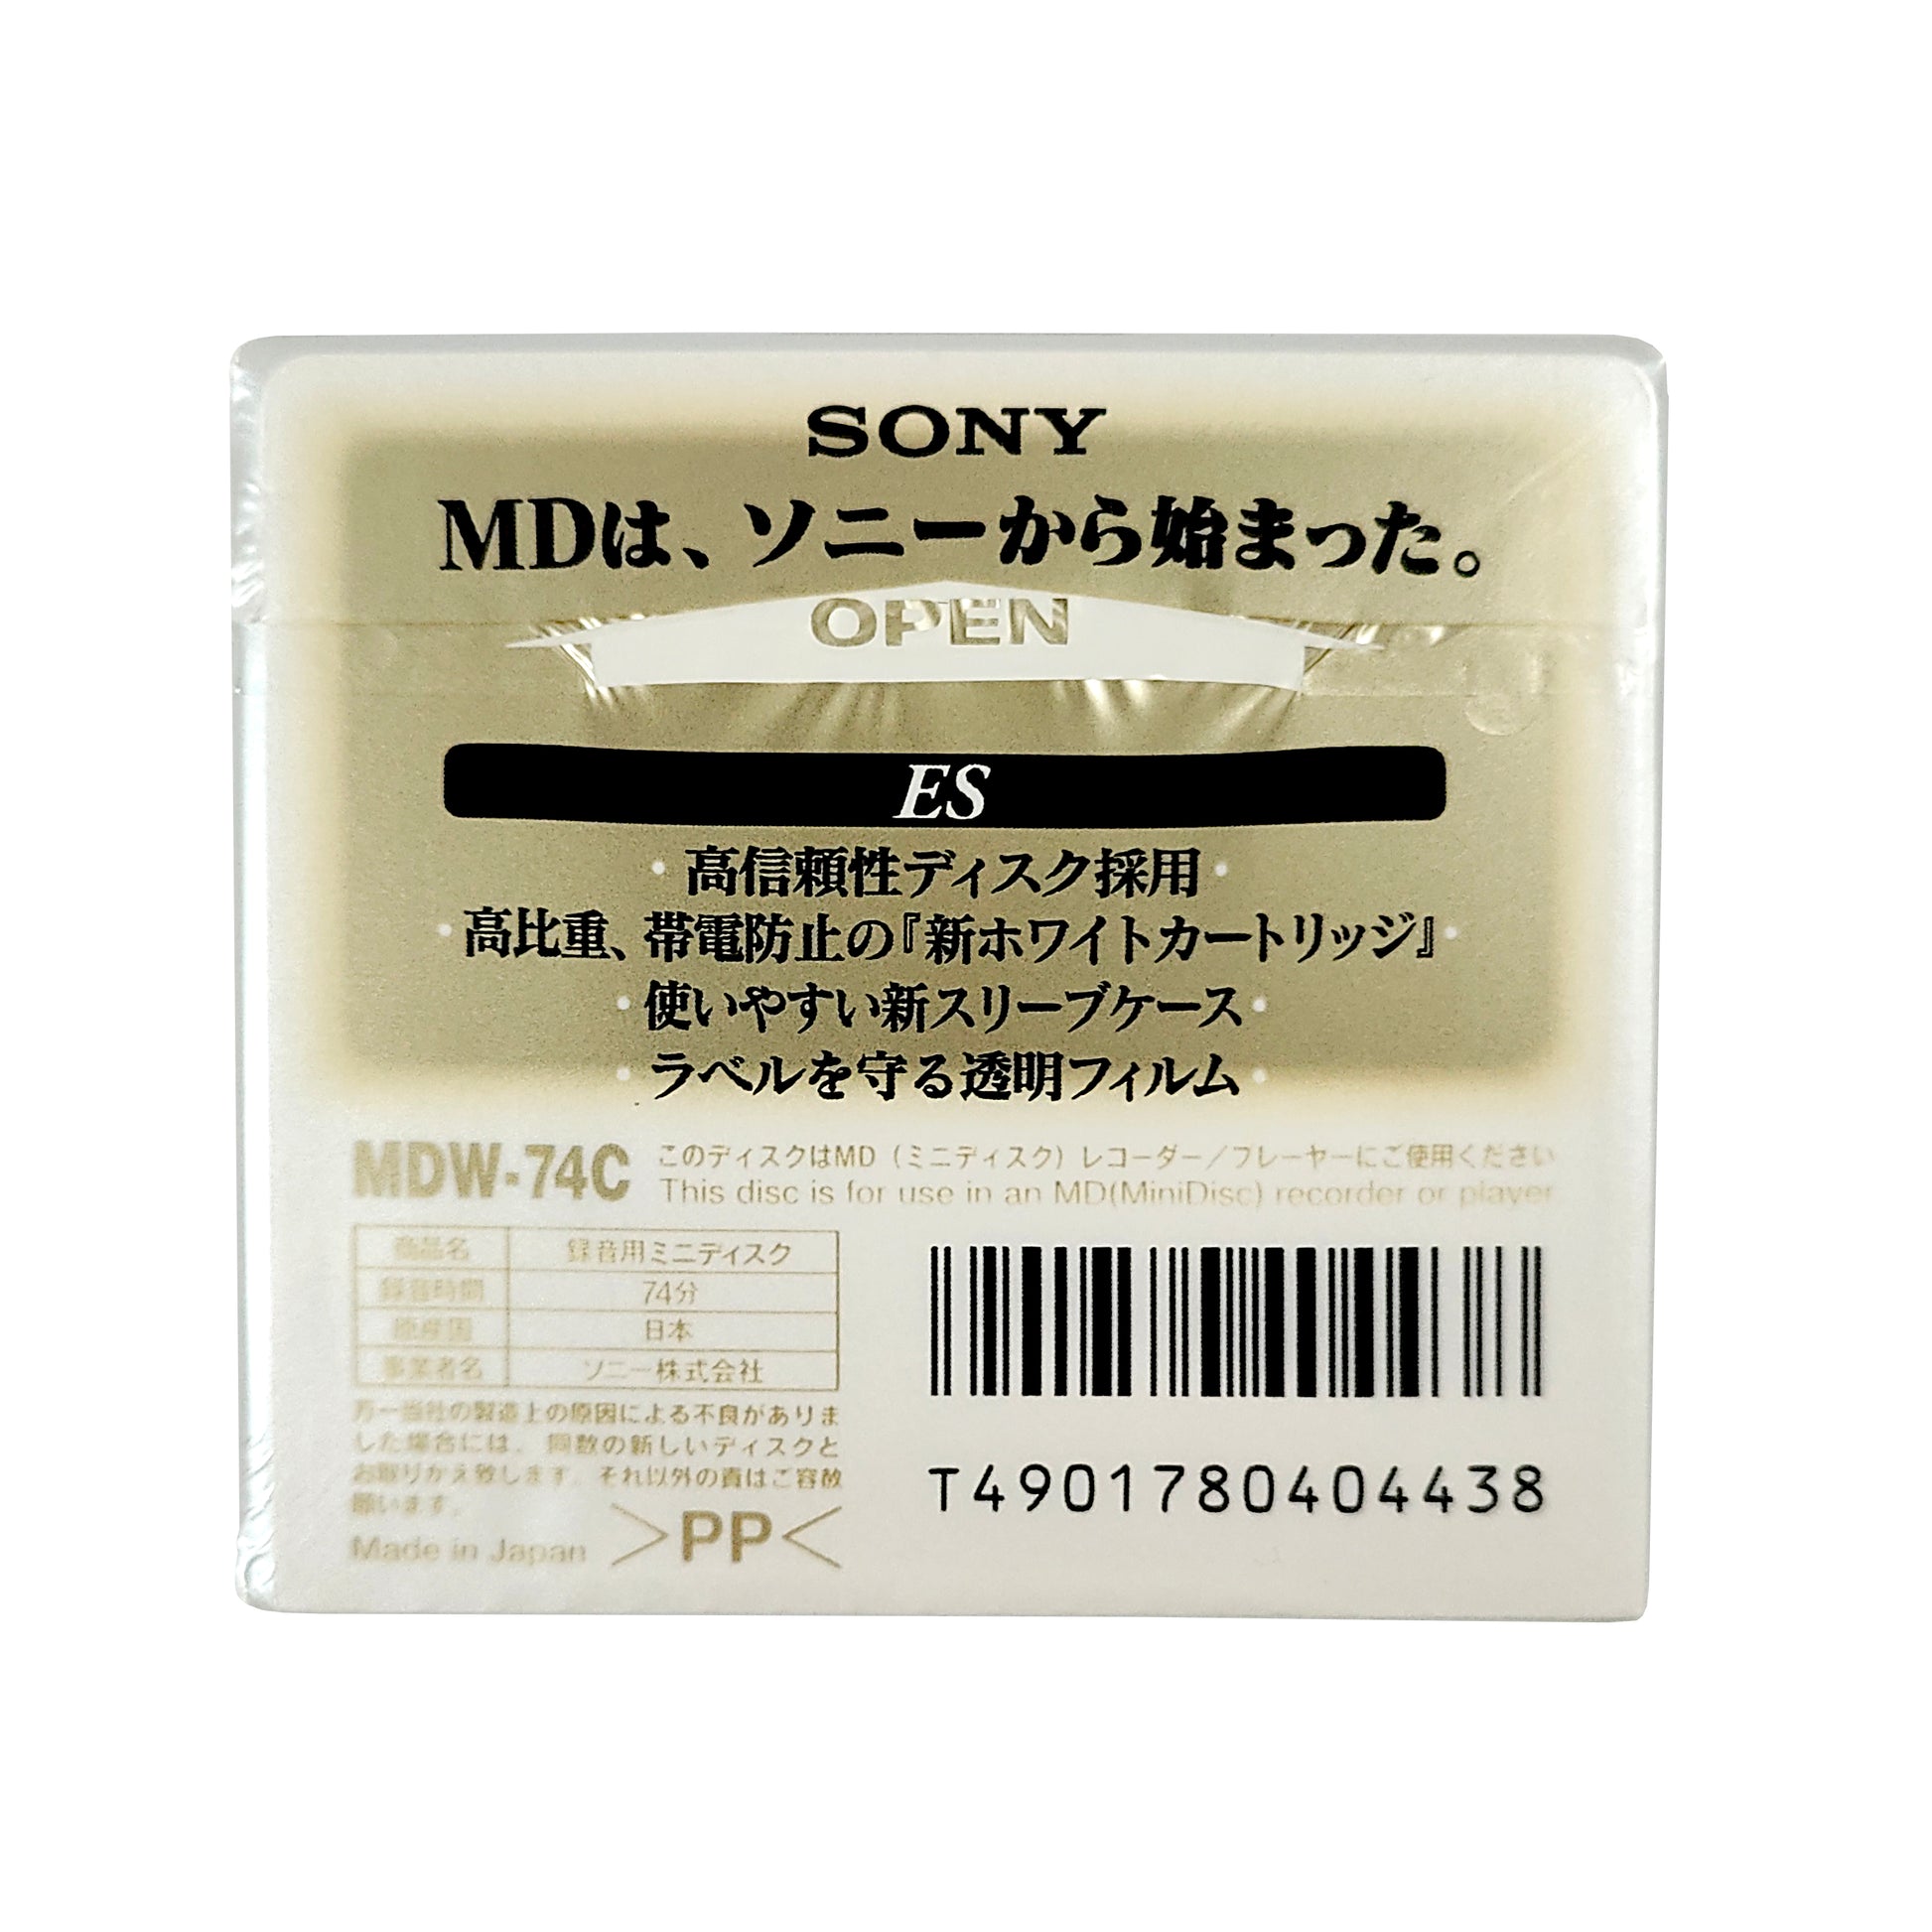 SONY
MDは、ソニーから始まった。
OPEN
ES
・高信頼性ディスク採用・
・高比重、帯電防止の『新ホワイトカートリッジ』・
・使いやすい新スリーブケース・
・ラベルを守る透明フィルム・
MDW-74C
このディスクはMD（ミニディスク）レコーダー／プレーヤーにご使用ください
This disc is for use in an MD(MiniDisc) recorder or player
商品名 録音用ミニディスク
録音時間 74分
原産国 日本
事業者名 ソニー株式会社
万一当社の製造上の原因による不良がありま
した場合には、同数の新しいディスクと
お取りかえ致します。それ以外の責はご容赦
願います。
Made in Japan
>PP<
T4901780404438